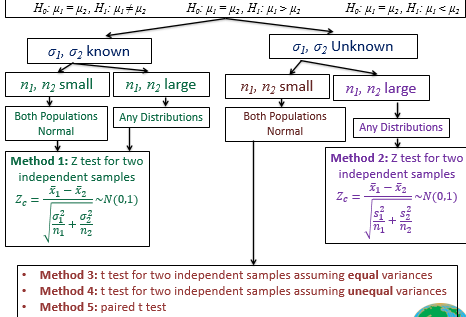 H₀: μ₁ = μ₂, H₁: μ₁ ≠ μ₂ H₀: μ₁ = μ₂, H₁: μ₁ > μ₂ H₀: μ₁ = μ₂, H₁: μ₁ < μ₂
σ₁, σ₂ known
σ₁, σ₂ Unknown
n₁, n₂ small
n₁, n₂ large
n₁, n₂ small
n₁, n₂ large
Both Populations
Normal
Any Distributions
Both Populations
Normal
Any Distributions
Method 1: Z test for two
independent samples
Z_c = (x̄₁ − x̄₂) / √(σ₁²/n₁ + σ₂²/n₂) ~N(0,1)
Method 2: Z test for two
independent samples
Z_c = (x̄₁ − x̄₂) / √(s₁²/n₁ + s₂²/n₂) ~N(0,1)
• Method 3: t test for two independent samples assuming equal variances
• Method 4: t test for two independent samples assuming unequal variances
• Method 5: paired t test